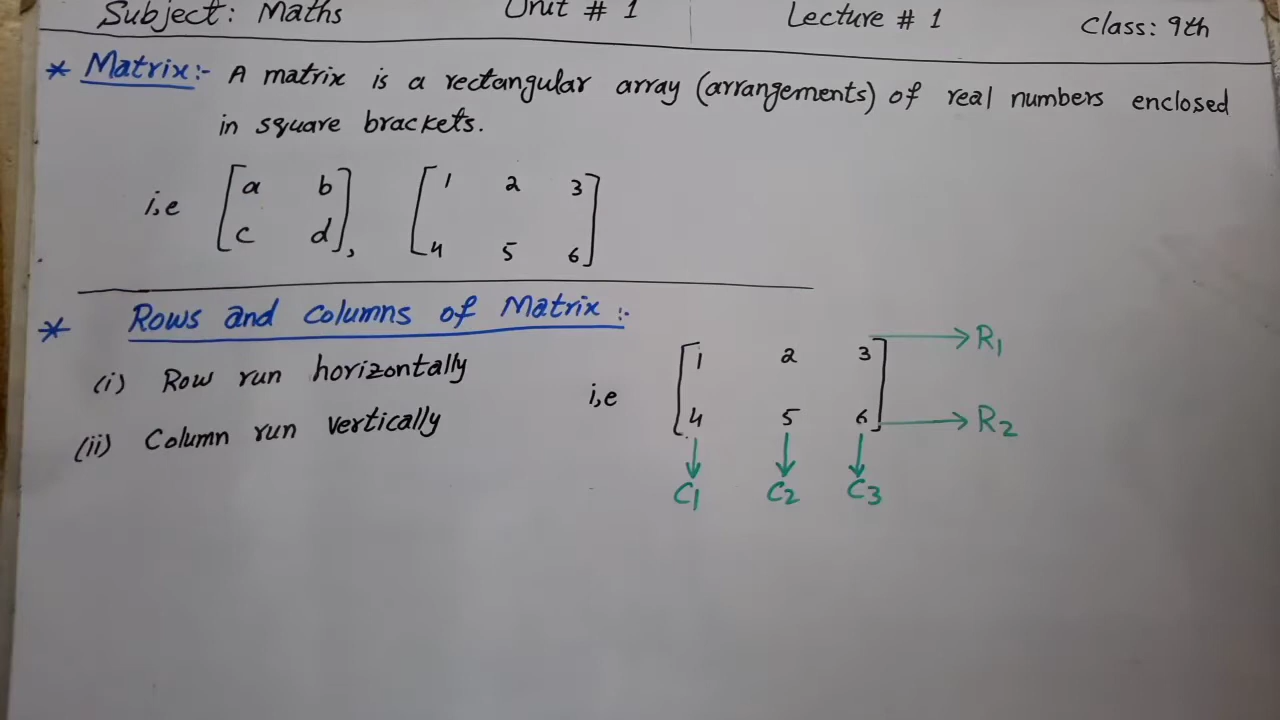 Subject: Maths Unit # 1 Lecture # 1 Class: 9th
* Matrix:- A matrix is a rectangular array (arrangements) of real numbers enclosed
in square brackets.
i,e [a b
c d], [1 2 3
4 5 6]
* Rows and columns of Matrix :-
(i) Row run horizontally
(ii) Column run vertically
i,e [1 2 3 → R1
4 5 6] → R2
C1 C2 C3